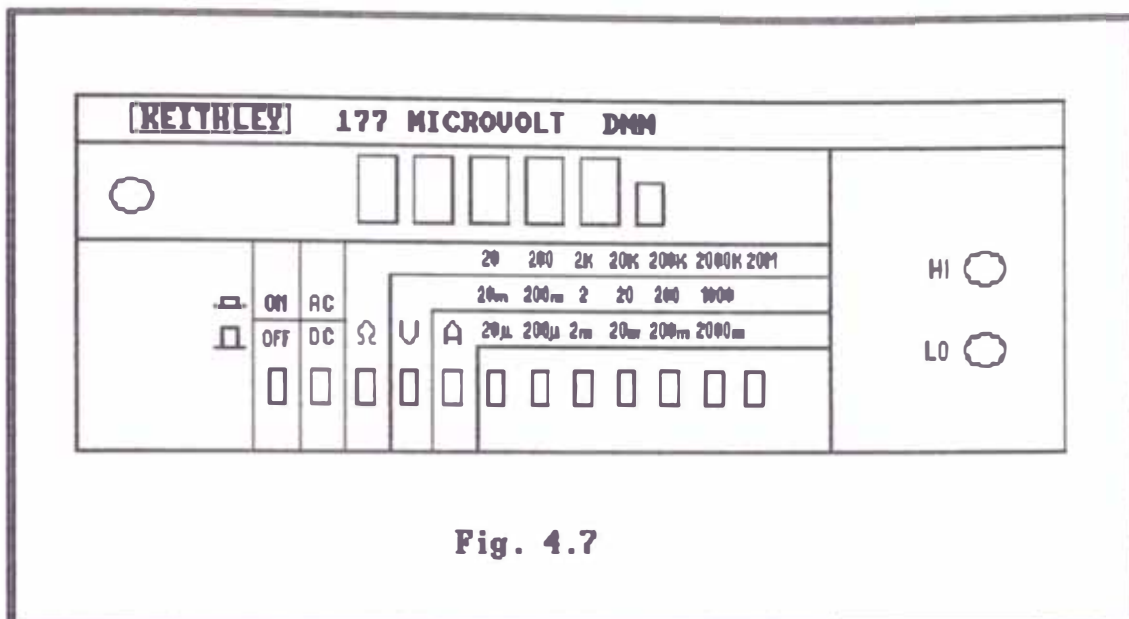 KEITHLEY 177 MICROVOLT DMM
20 200 2K 20K 200K 2000K 20M
HI
20m 200m 2 20 200 1000
ON AC
OFF DC Ω V A 20µ 200µ 2m 20m 200m 2000m
LO
Fig. 4.7